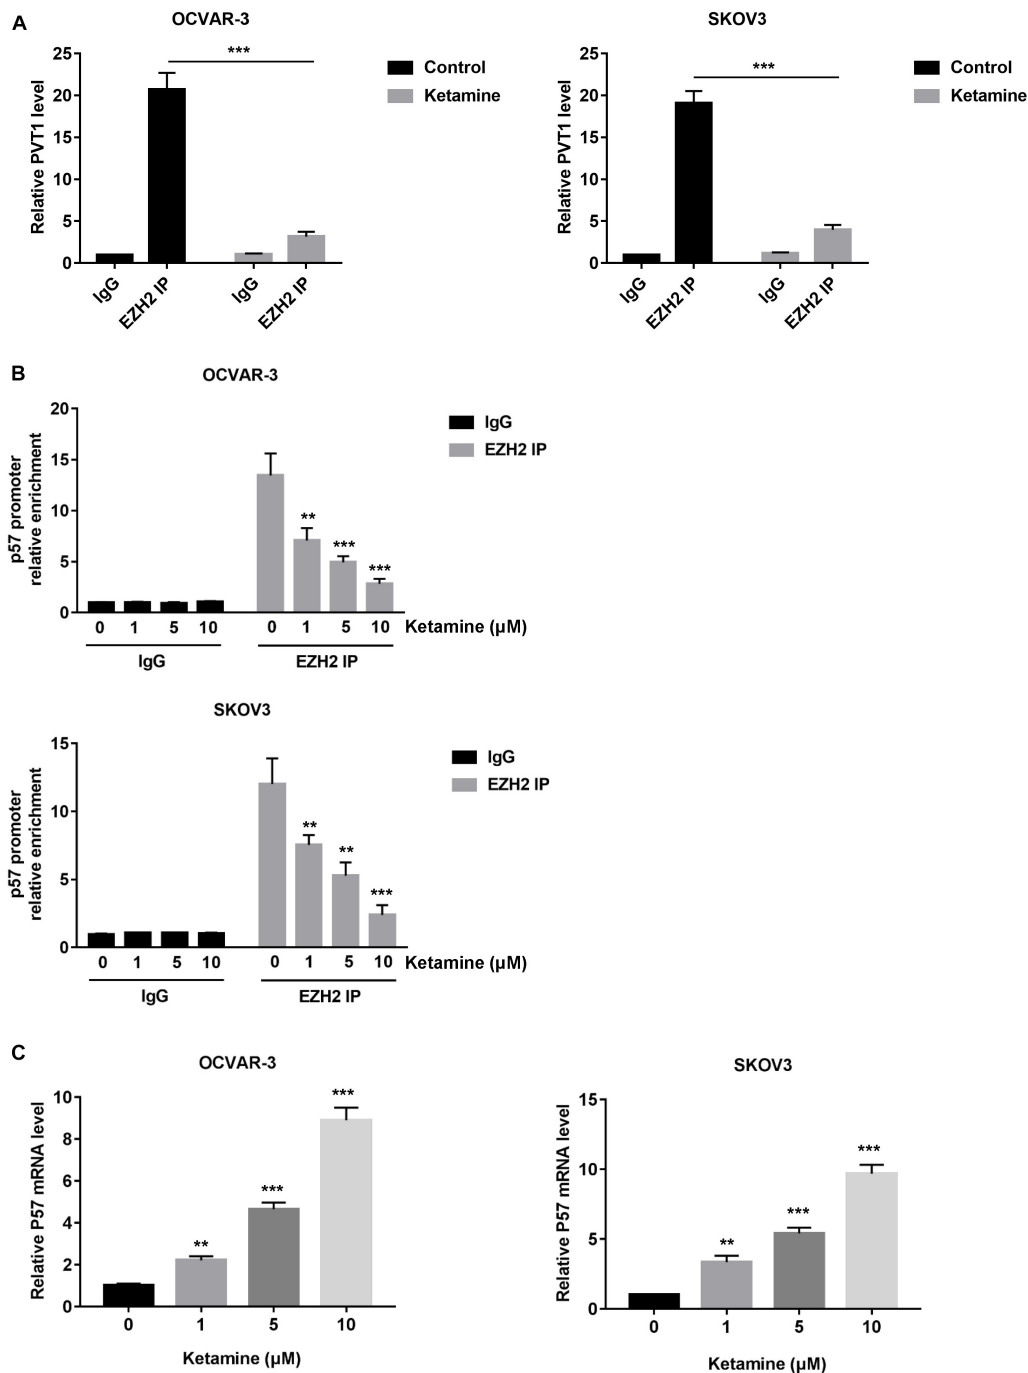 A
OCVAR-3
25
20
15
10
5
0
Relative PVT1 level
***
IgG
EZH2 IP
IgG
EZH2 IP
Control
Ketamine
SKOV3
25
20
15
10
5
0
Relative PVT1 level
***
IgG
EZH2 IP
IgG
EZH2 IP
Control
Ketamine
B
OCVAR-3
20
15
10
5
0
p57 promoter
relative enrichment
**
***
***
0 1 5 10 0 1 5 10 Ketamine (µM)
IgG EZH2 IP
IgG
EZH2 IP
SKOV3
15
10
5
0
p57 promoter
relative enrichment
**
**
***
0 1 5 10 0 1 5 10 Ketamine (µM)
IgG EZH2 IP
IgG
EZH2 IP
C
OCVAR-3
10
8
6
4
2
0
Relative P57 mRNA level
**
***
***
0 1 5 10
Ketamine (µM)
SKOV3
15
10
5
0
Relative P57 mRNA level
**
***
***
0 1 5 10
Ketamine (µM)